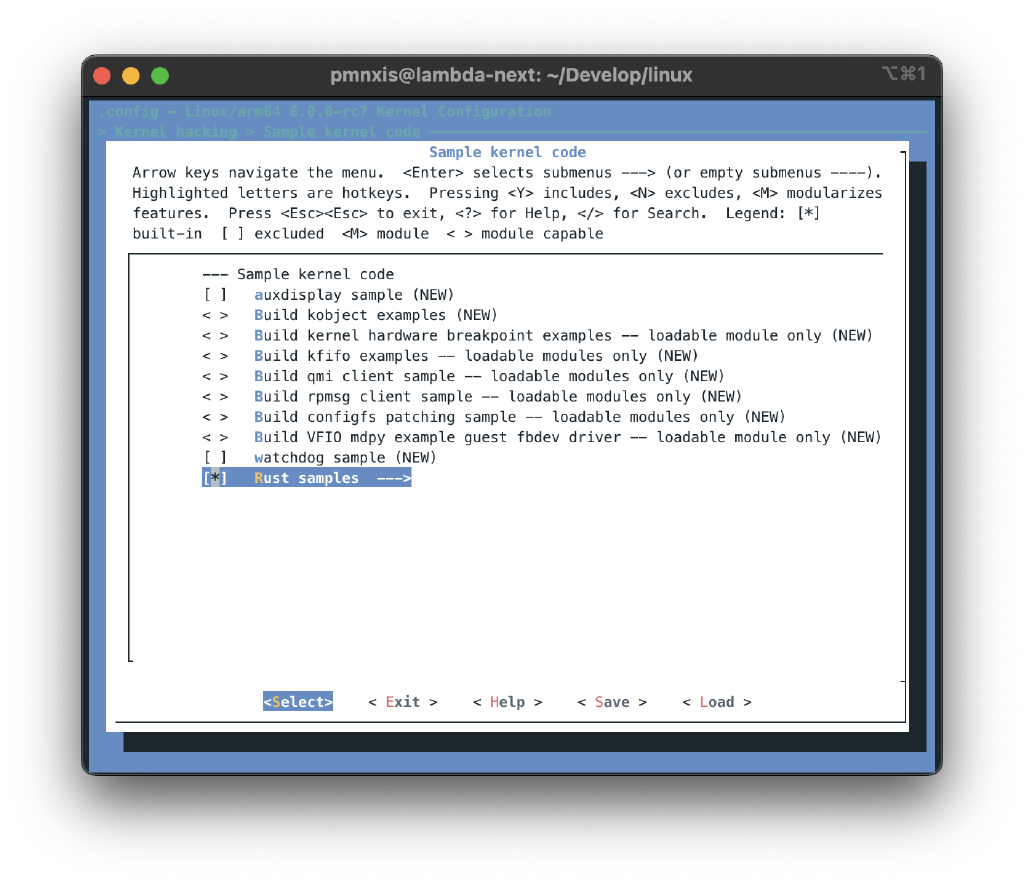 pmnxis@lambda-next: ~/Develop/linux ⌥⌘1
.config - Linux/arm64 6.0.0-rc7 Kernel Configuration
> Kernel hacking > Sample kernel code
Sample kernel code
Arrow keys navigate the menu.  <Enter> selects submenus ---> (or empty submenus ----).
Highlighted letters are hotkeys.  Pressing <Y> includes, <N> excludes, <M> modularizes
features.  Press <Esc><Esc> to exit, <?> for Help, </> for Search.  Legend: [*]
built-in  [ ] excluded  <M> module  < > module capable
--- Sample kernel code
[ ]   auxdisplay sample (NEW)
< >   Build kobject examples (NEW)
< >   Build kernel hardware breakpoint examples -- loadable module only (NEW)
< >   Build kfifo examples -- loadable modules only (NEW)
< >   Build qmi client sample -- loadable modules only (NEW)
< >   Build rpmsg client sample -- loadable modules only (NEW)
< >   Build configfs patching sample -- loadable modules only (NEW)
< >   Build VFIO mdpy example guest fbdev driver -- loadable module only (NEW)
[ ]   watchdog sample (NEW)
[*]   Rust samples  --->
<Select>    < Exit >    < Help >    < Save >    < Load >